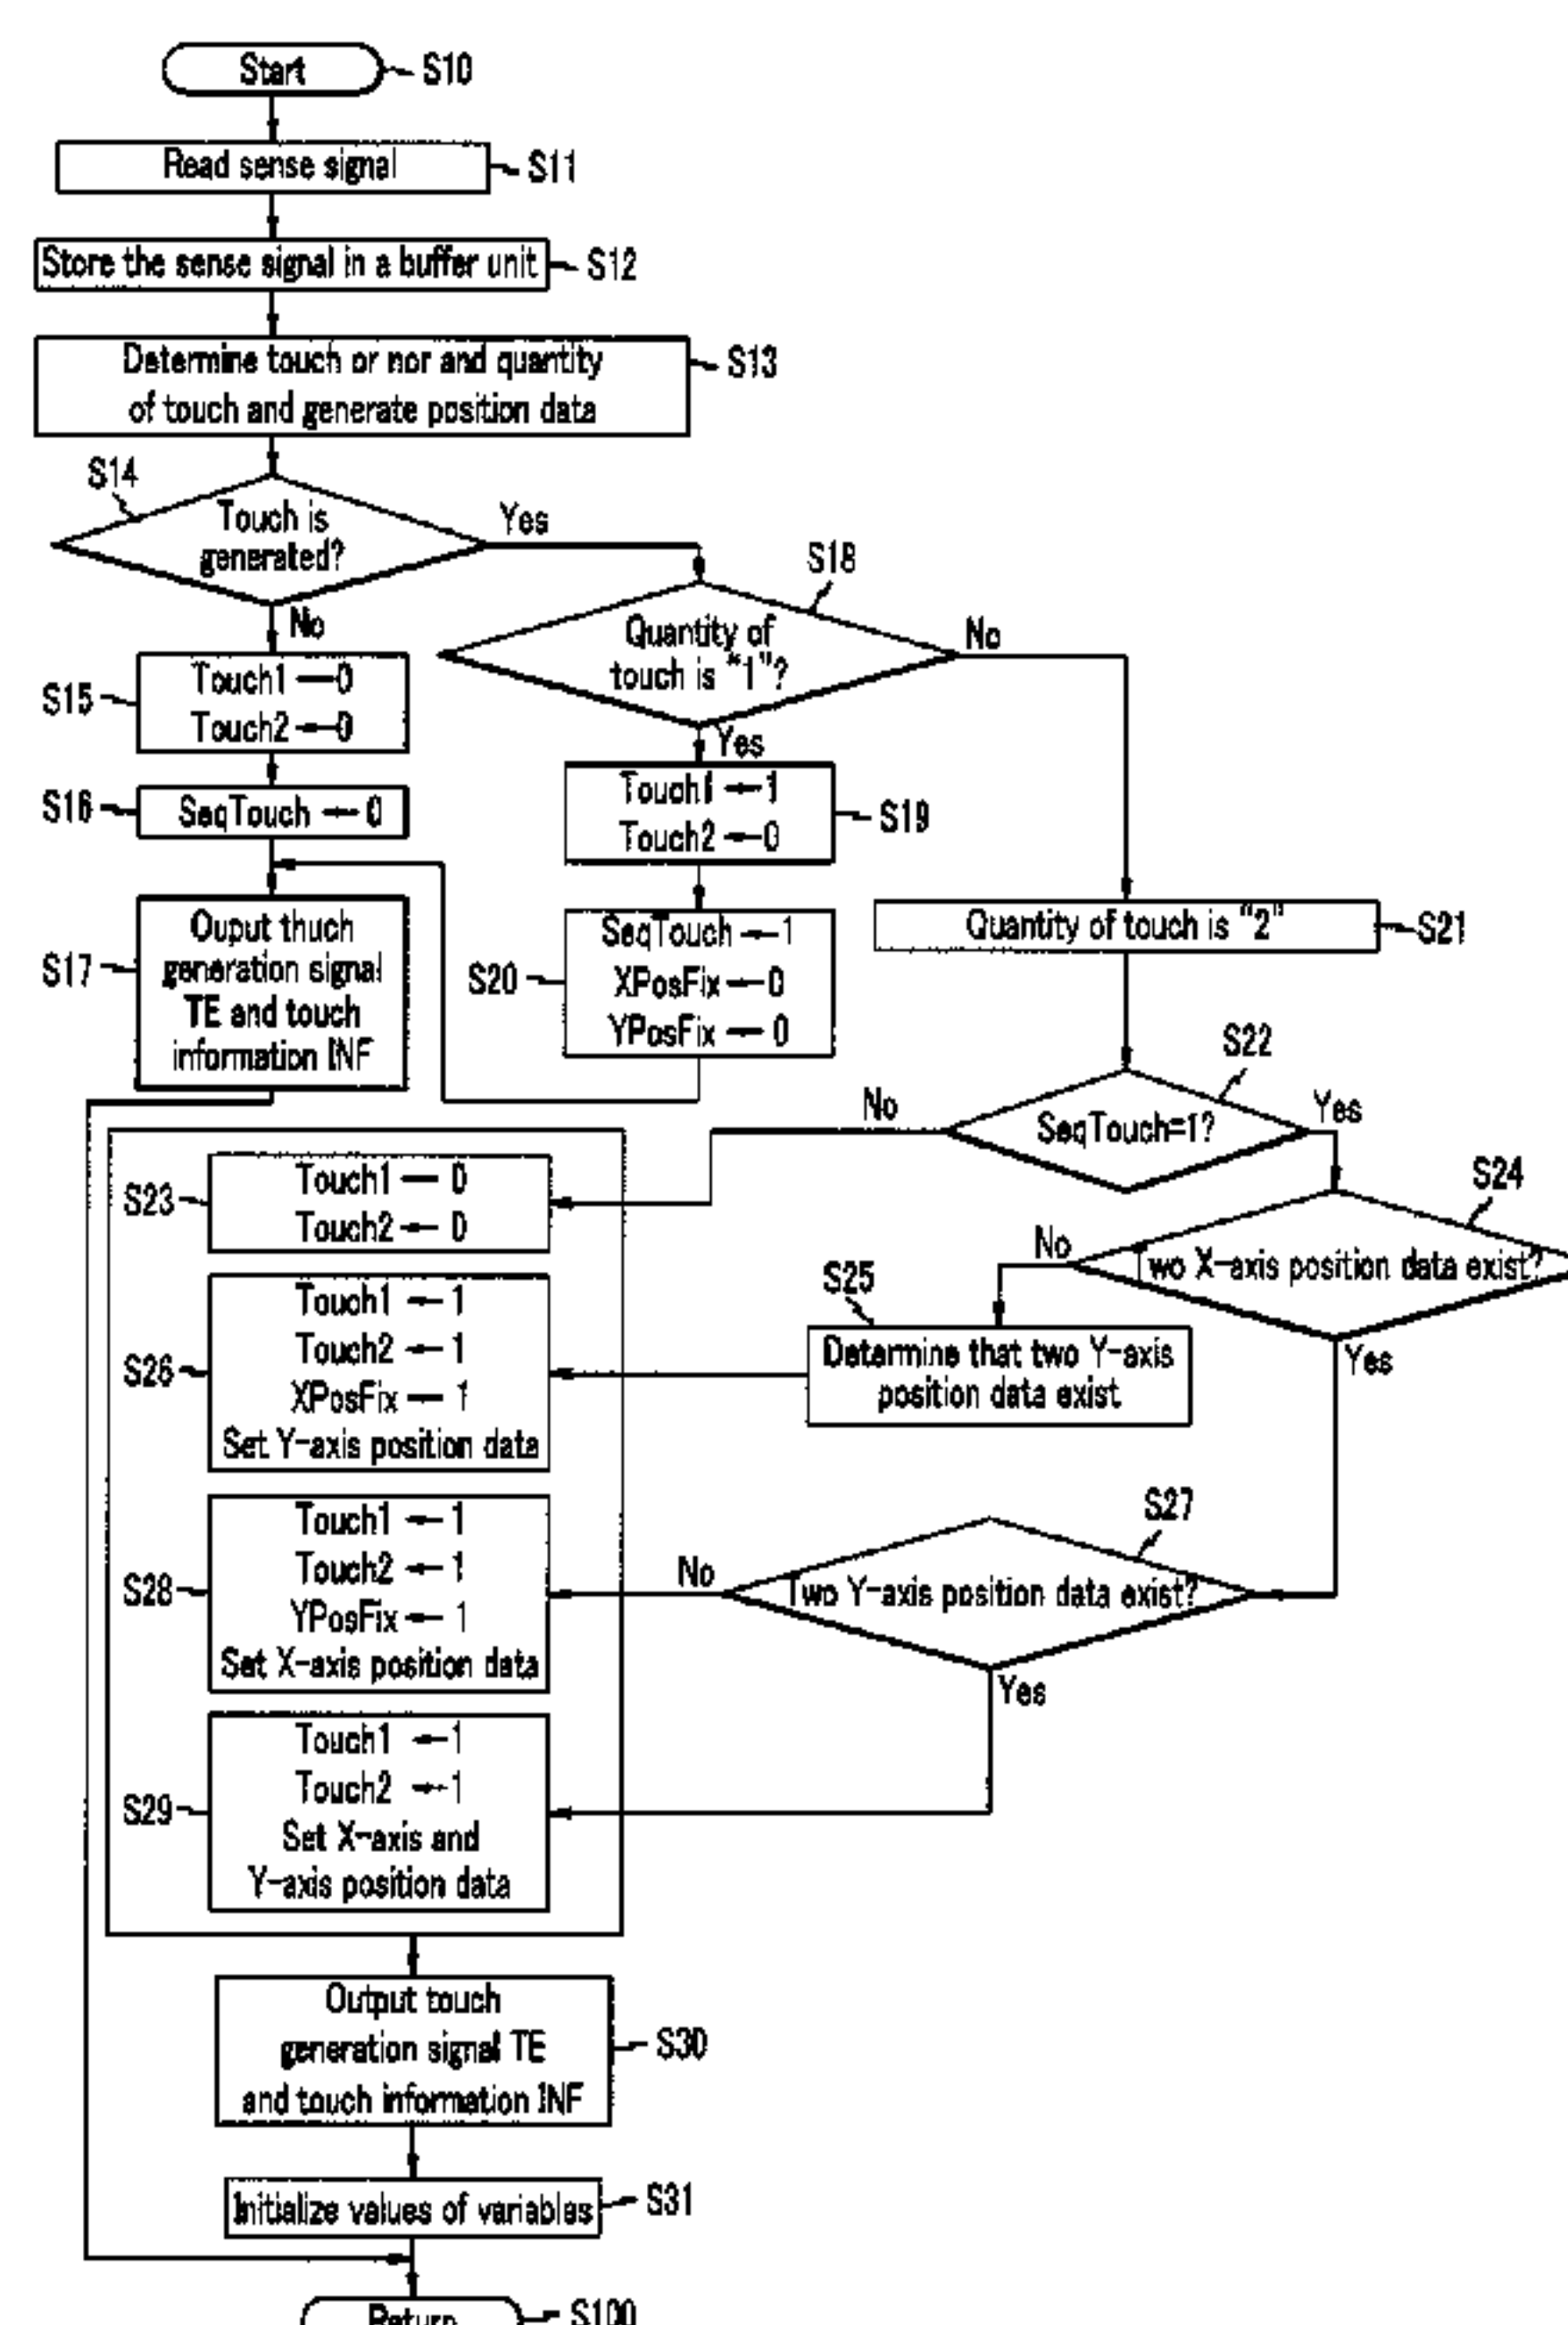 Start
S10
Read sense signal
S11
Store the sense signal in a buffer unit
S12
Determine touch or nor and quantity
of touch and generate position data
S13
S14
Touch is
generated?
Yes
No
S18
Quantity of
touch is "1"?
No
Yes
S15
Touch1 — 0
Touch2 ← 0
S16
SeqTouch ← 0
S19
Touch1 ← 1
Touch2 ← 0
S17
Ouput thuch
generation signal
TE and touch
information INF
S20
SeqTouch ← 1
XPosFix ← 0
YPosFix ← 0
Quantity of touch is "2"
S21
S22
SeqTouch=1?
No
Yes
S23
Touch1 — 0
Touch2 ← 0
S24
Two X-axis position data exist?
No
Yes
S25
Determine that two Y-axis
position data exist
S26
Touch1 ← 1
Touch2 ← 1
XPosFix ← 1
Set Y-axis position data
S27
Two Y-axis position data exist?
No
Yes
S28
Touch1 ← 1
Touch2 ← 1
YPosFix ← 1
Set X-axis position data
S29
Touch1 ← 1
Touch2 ← 1
Set X-axis and
Y-axis position data
Output touch
generation signal TE
and touch information INF
S30
Initialize values of variables
S31
Return
S100